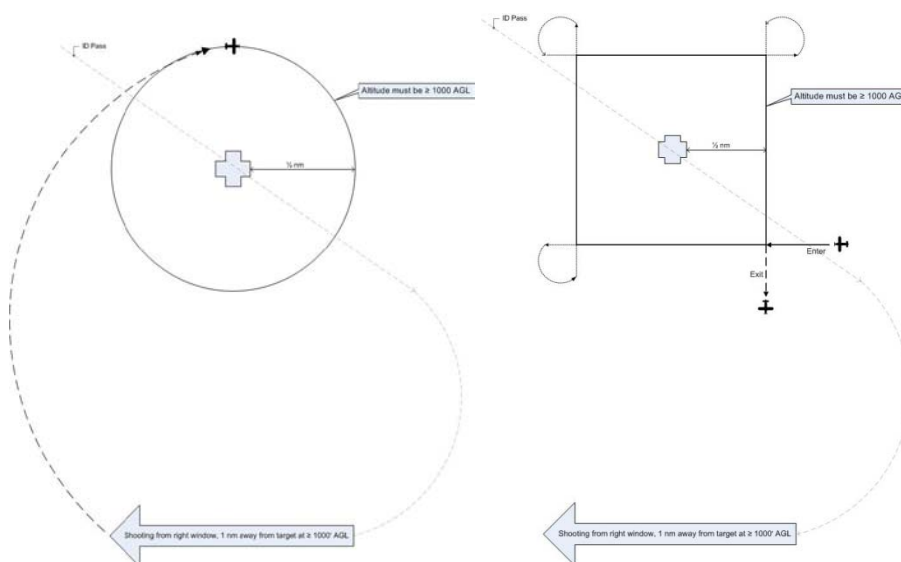 ID Pass
Altitude must be ≥ 1000 AGL
½ nm
Shooting from right window, 1 nm away from target at ≥ 1000' AGL
ID Pass
Altitude must be ≥ 1000 AG
½ nm
Enter
Exit
Shooting from right window, 1 nm away from target at ≥ 1000' AGL